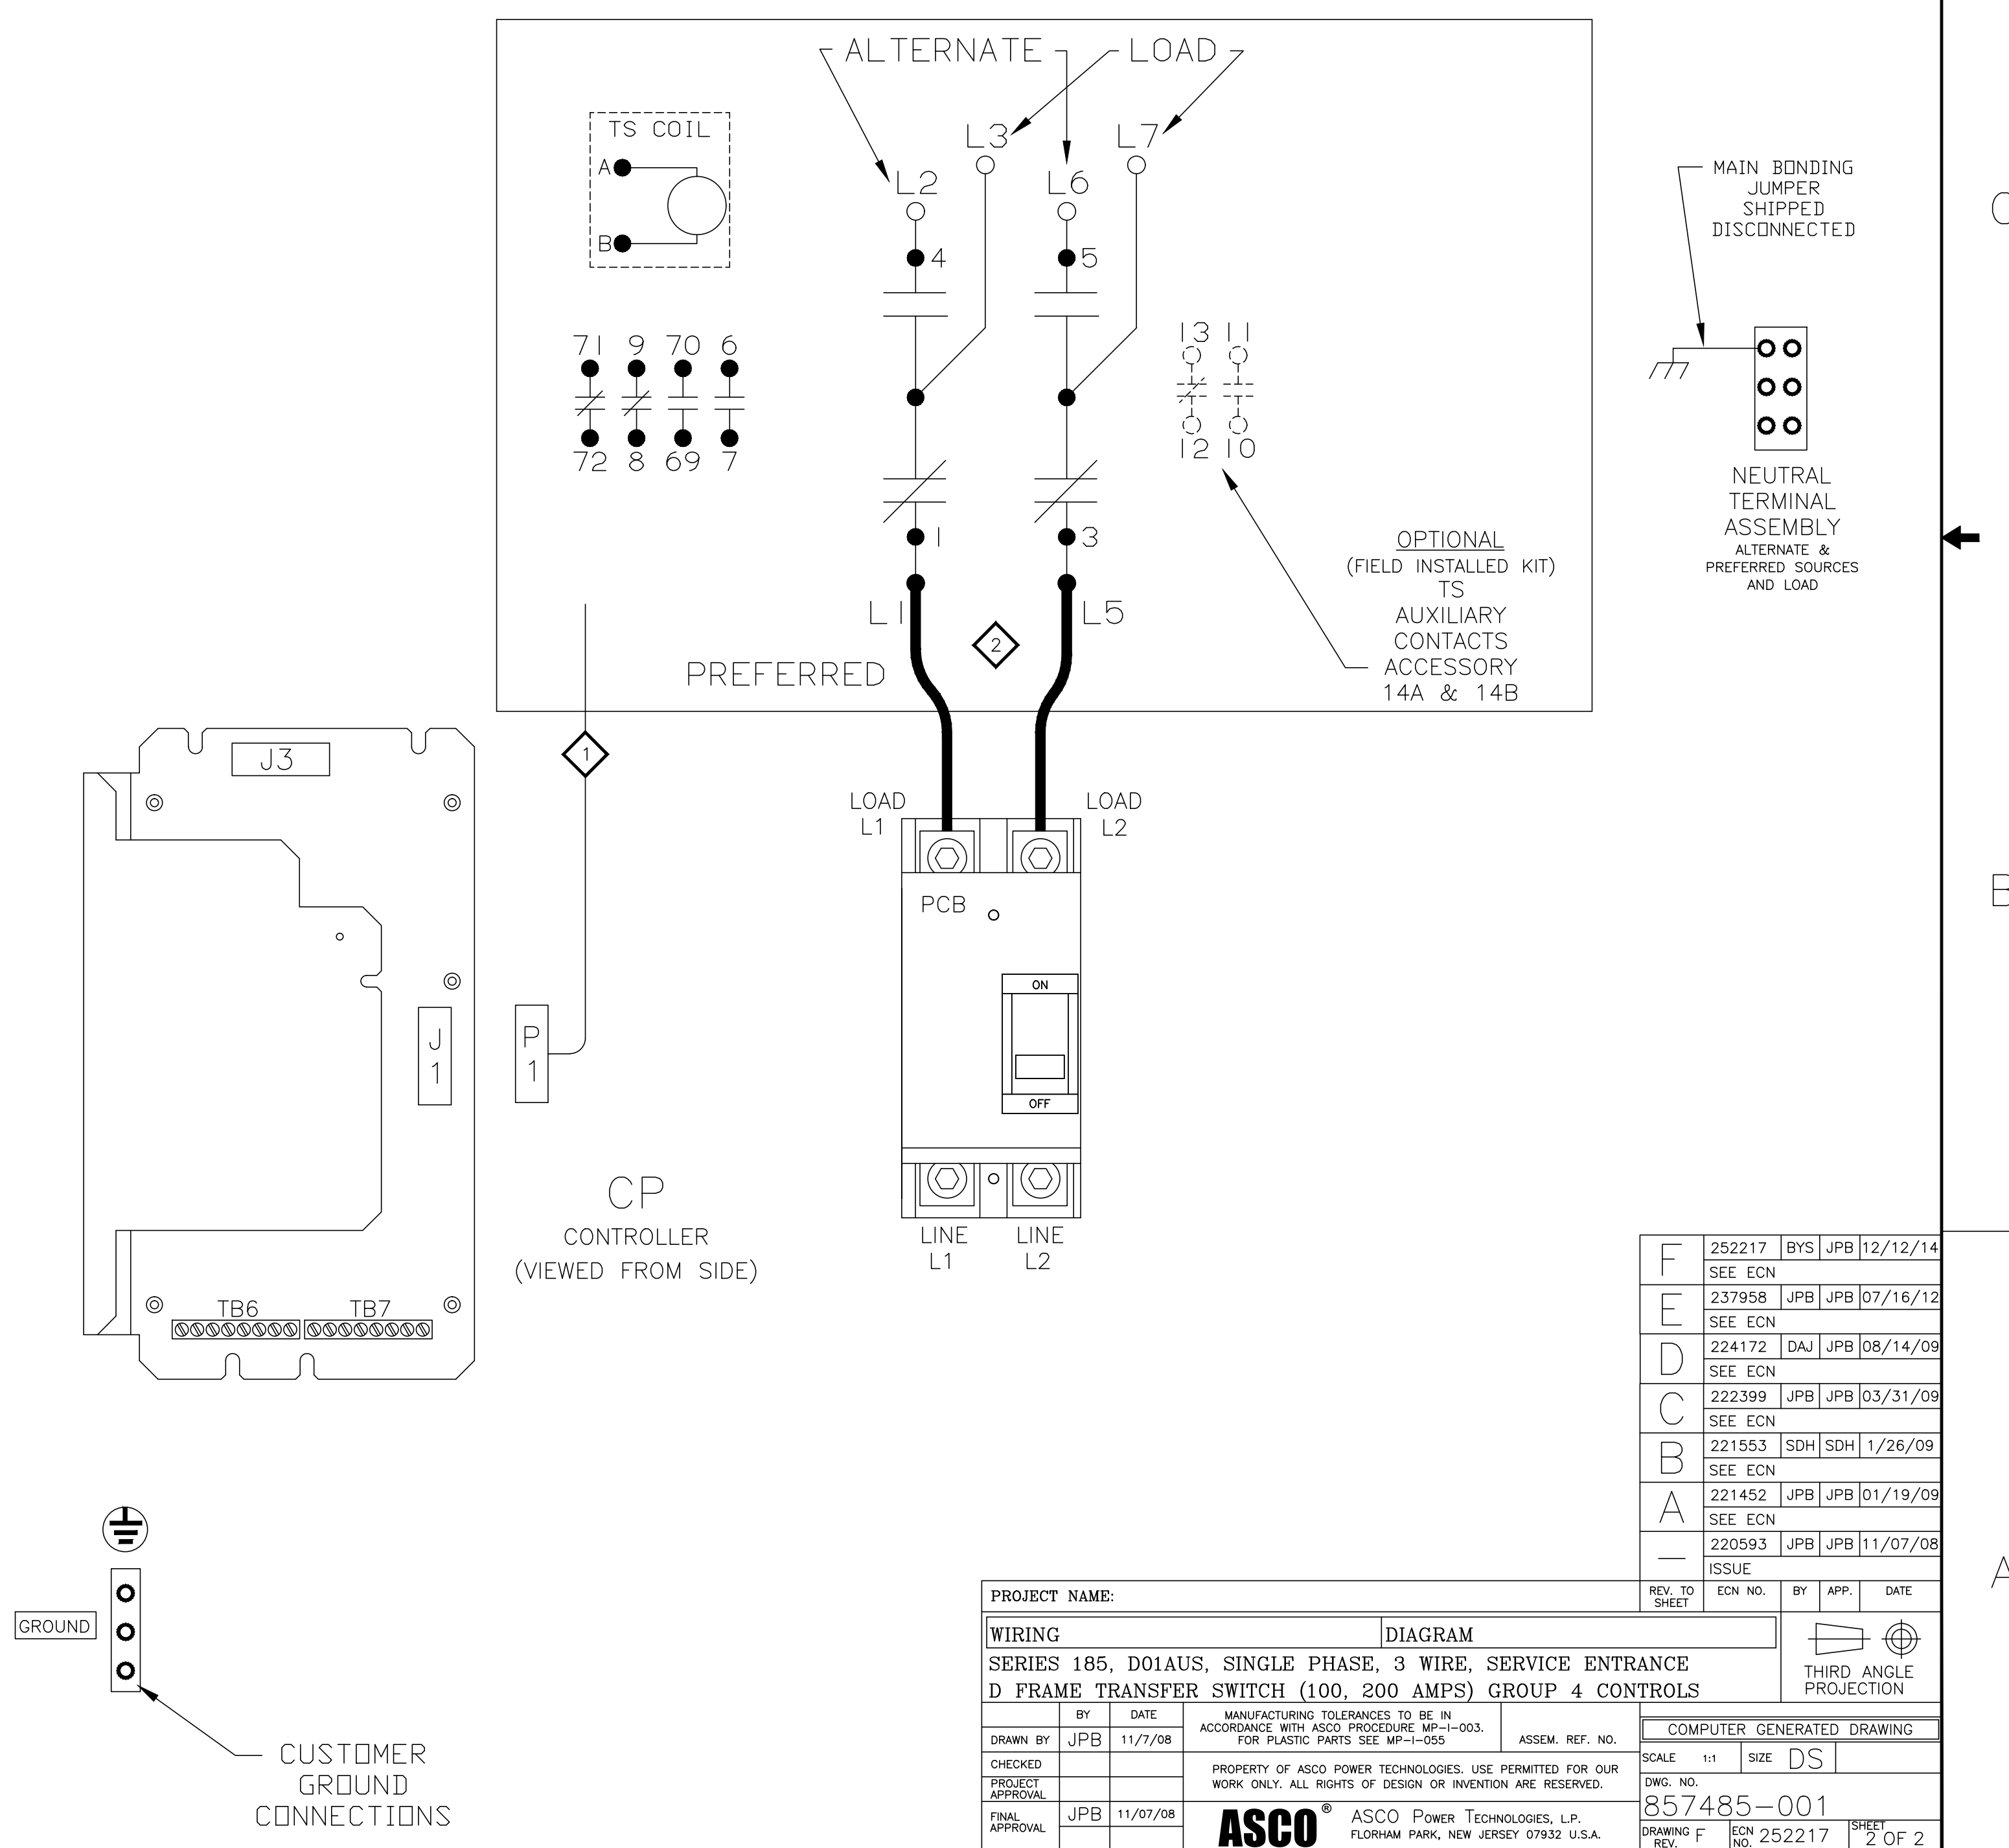 ALTERNATE LOAD
TS COIL
A
B
L3 L7
L2 L6
4 5
71 9 70 6
72 8 69 7
13 11
12 10
1 3
L1 L5
2
PREFERRED
OPTIONAL
(FIELD INSTALLED KIT)
TS
AUXILIARY
CONTACTS
ACCESSORY
14A & 14B
MAIN BONDING
JUMPER
SHIPPED
DISCONNECTED
NEUTRAL
TERMINAL
ASSEMBLY
ALTERNATE &
PREFERRED SOURCES
AND LOAD
B
A
J3
1
LOAD
L1
LOAD
L2
PCB
ON
OFF
J
1
P
1
LINE
L1
LINE
L2
CP
CONTROLLER
(VIEWED FROM SIDE)
TB6 TB7
GROUND
CUSTOMER
GROUND
CONNECTIONS
F 252217 BYS JPB 12/12/14
SEE ECN
E 237958 JPB JPB 07/16/12
SEE ECN
D 224172 DAJ JPB 08/14/09
SEE ECN
C 222399 JPB JPB 03/31/09
SEE ECN
B 221553 SDH SDH 1/26/09
SEE ECN
A 221452 JPB JPB 01/19/09
SEE ECN
— 220593 JPB JPB 11/07/08
ISSUE
REV. TO SHEET ECN NO. BY APP. DATE
PROJECT NAME:
WIRING DIAGRAM
SERIES 185, D01AUS, SINGLE PHASE, 3 WIRE, SERVICE ENTRANCE
D FRAME TRANSFER SWITCH (100, 200 AMPS) GROUP 4 CONTROLS
THIRD ANGLE
PROJECTION
BY DATE
DRAWN BY JPB 11/7/08
CHECKED
PROJECT APPROVAL
FINAL APPROVAL JPB 11/07/08
MANUFACTURING TOLERANCES TO BE IN
ACCORDANCE WITH ASCO PROCEDURE MP-I-003.
FOR PLASTIC PARTS SEE MP-I-055
ASSEM. REF. NO.
PROPERTY OF ASCO POWER TECHNOLOGIES. USE PERMITTED FOR OUR
WORK ONLY. ALL RIGHTS OF DESIGN OR INVENTION ARE RESERVED.
ASCO® ASCO POWER TECHNOLOGIES, L.P.
FLORHAM PARK, NEW JERSEY 07932 U.S.A.
COMPUTER GENERATED DRAWING
SCALE 1:1 SIZE DS
DWG. NO.
857485-001
DRAWING REV. F ECN NO. 252217 SHEET 2 OF 2